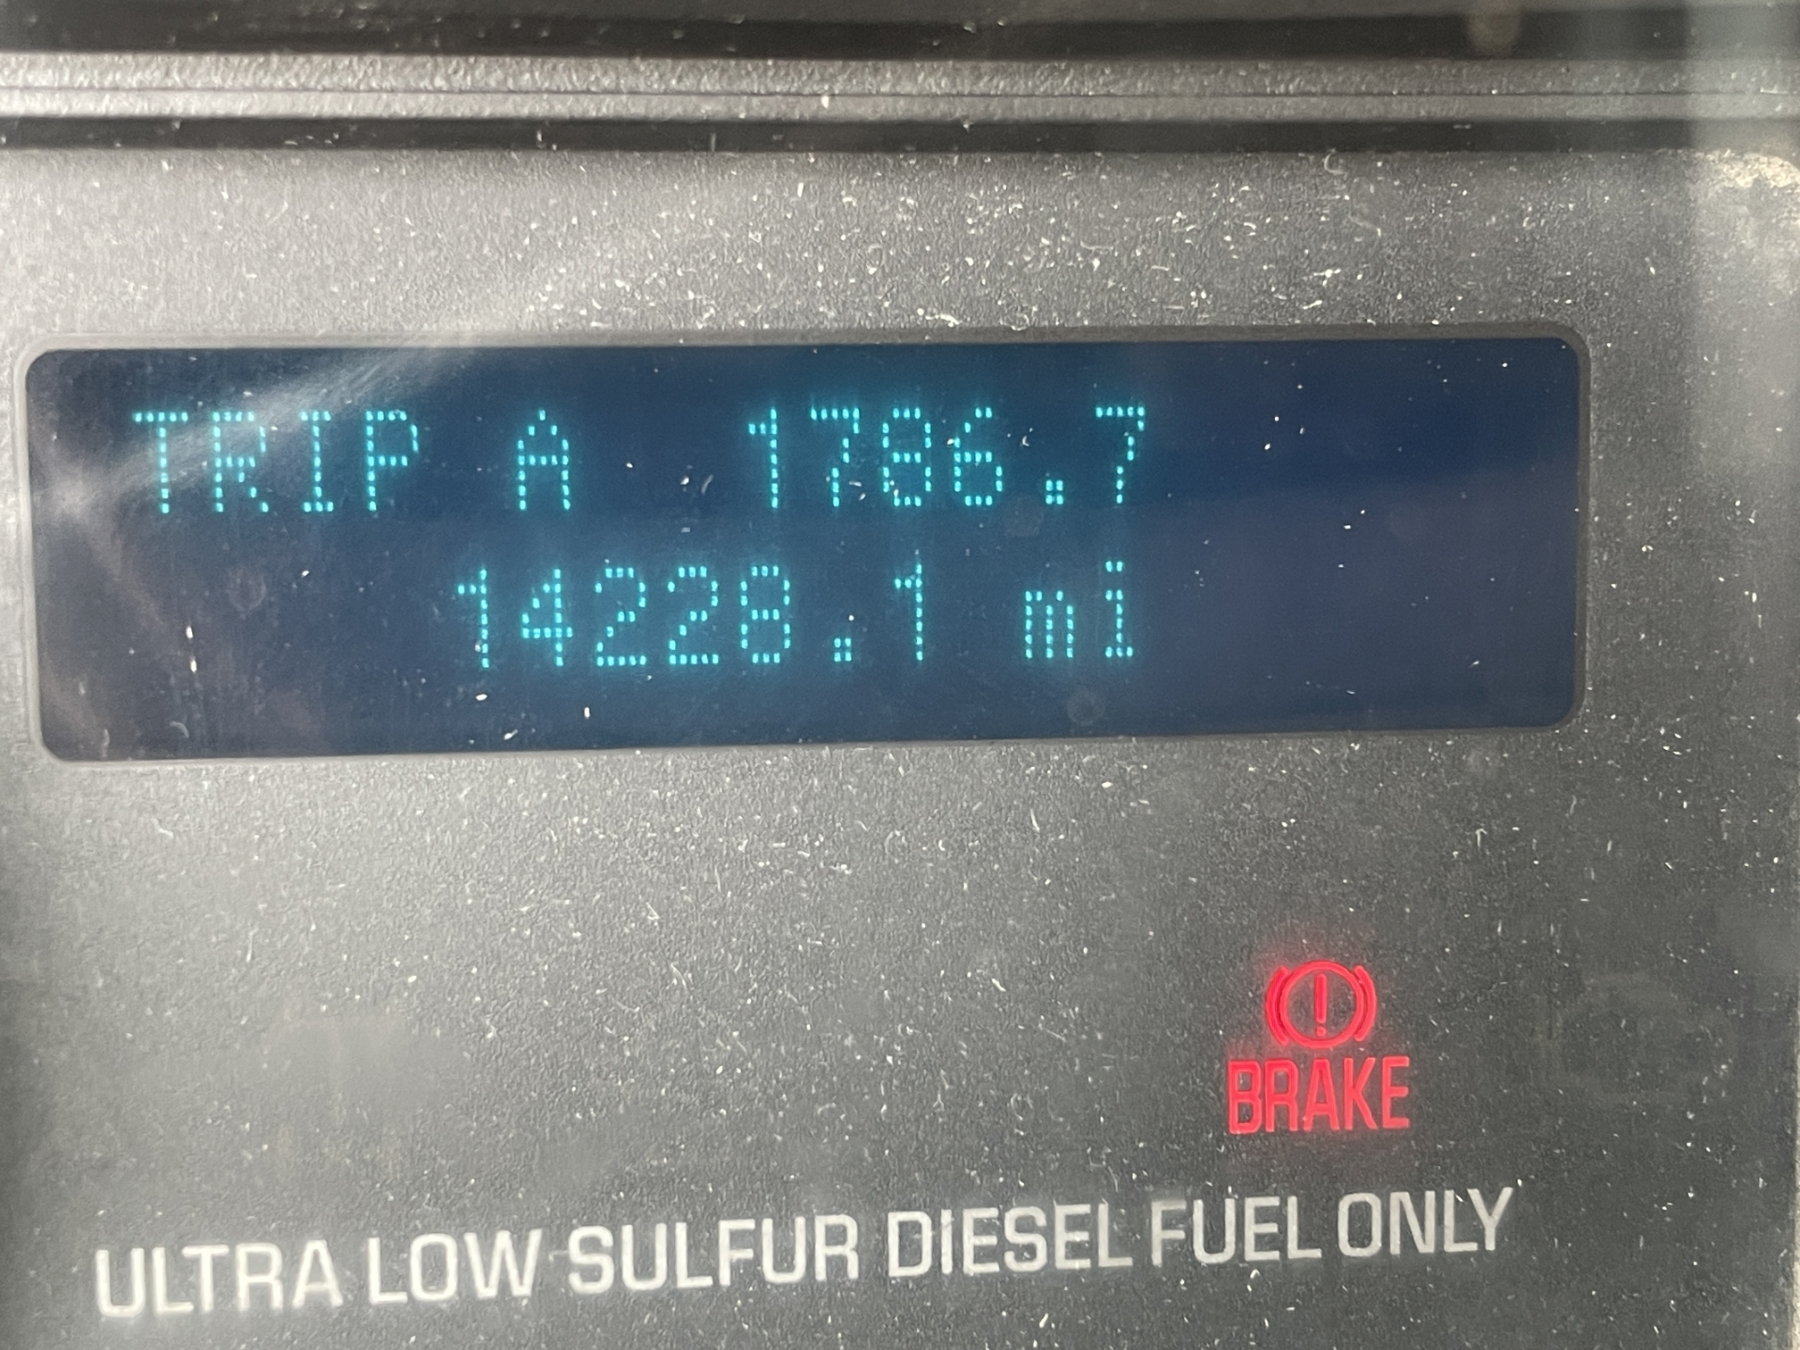 TRIP A 1786.7
14228.1 mi
BRAKE
ULTRA LOW SULFUR DIESEL FUEL ONLY